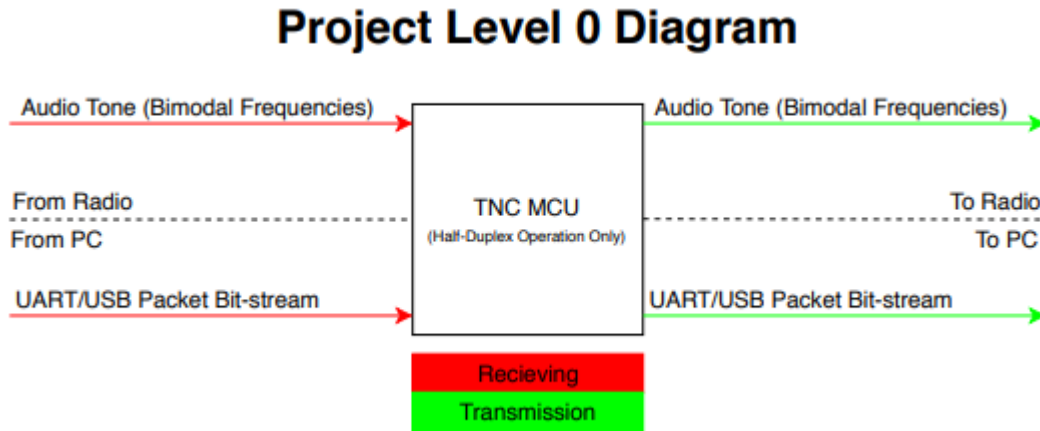 Project Level 0 Diagram
Audio Tone (Bimodal Frequencies)
Audio Tone (Bimodal Frequencies)
From Radio
To Radio
TNC MCU
(Half-Duplex Operation Only)
From PC
To PC
UART/USB Packet Bit-stream
UART/USB Packet Bit-stream
Recieving
Transmission